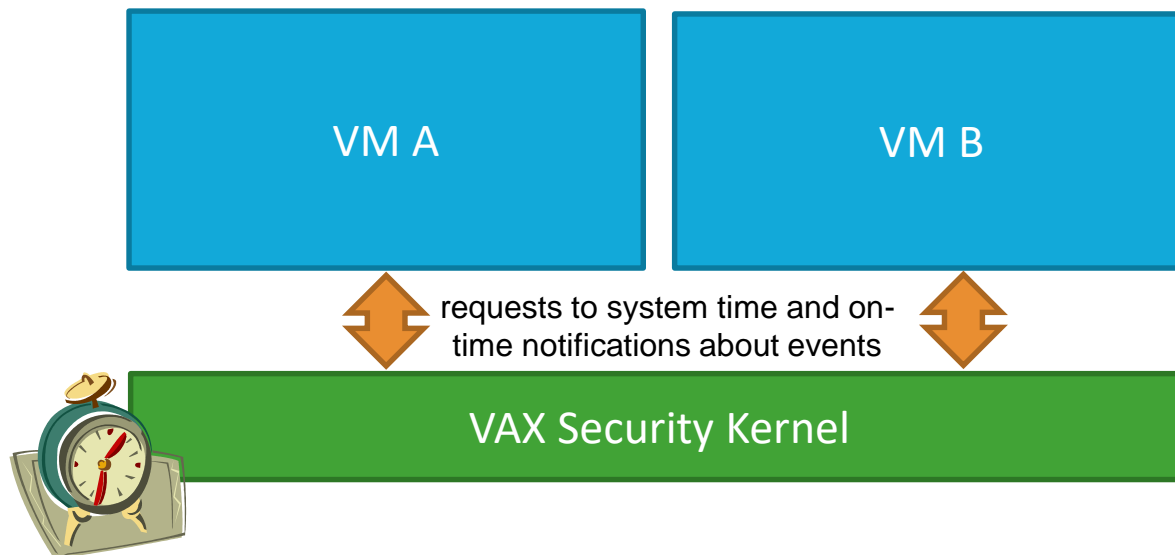 VM A
VM B
requests to system time and on-
time notifications about events
VAX Security Kernel